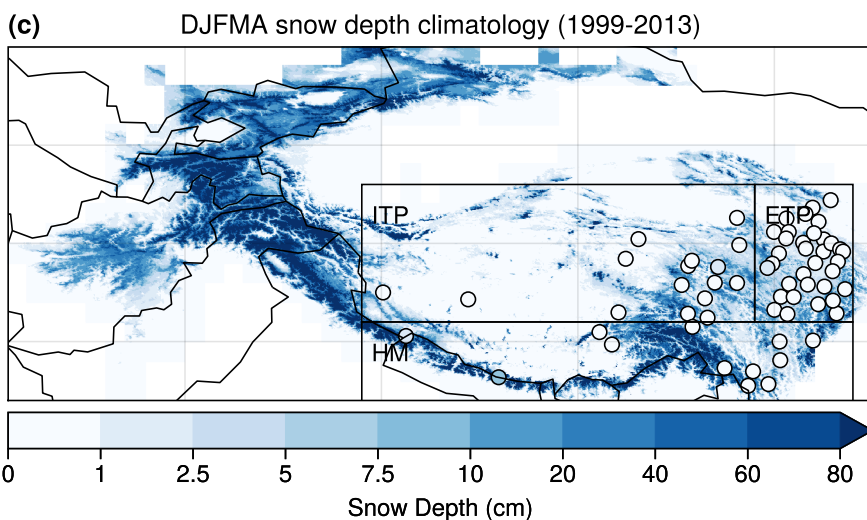 (c) DJFMA snow depth climatology (1999-2013)
ITP
ETP
HM
0 1 2.5 5 7.5 10 20 40 60 80
Snow Depth (cm)